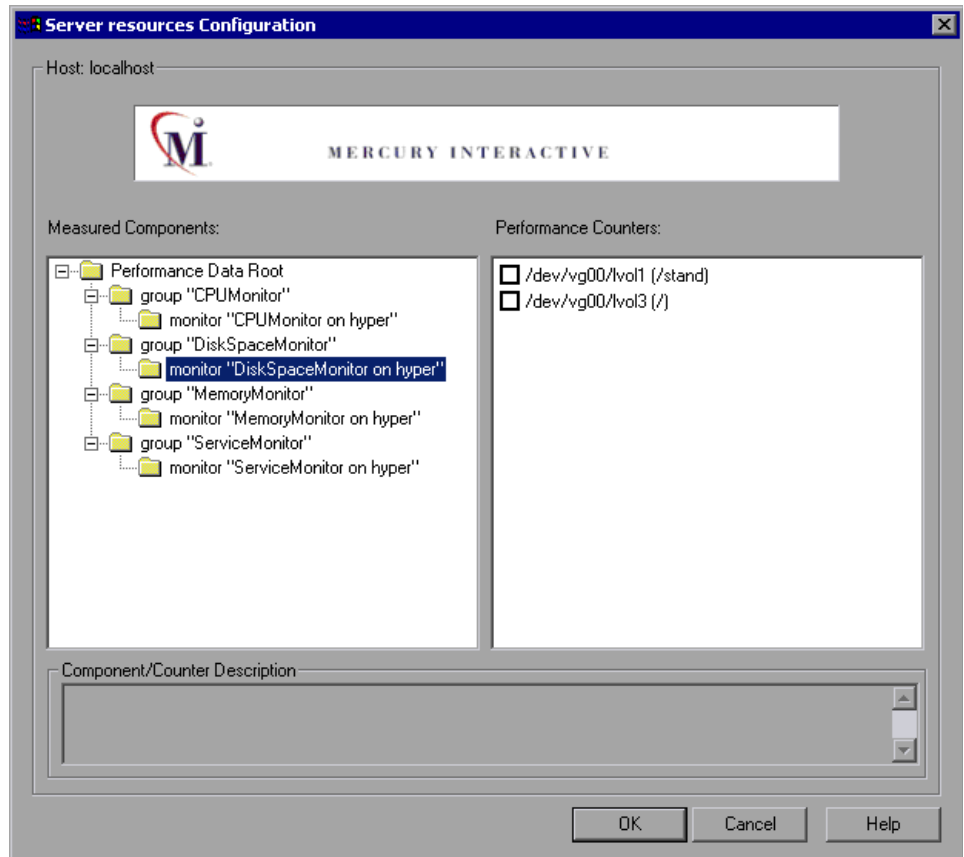 Server resources Configuration
Host: localhost
M
MERCURY INTERACTIVE
Measured Components:
Performance Counters:
Performance Data Root
group "CPUMonitor"
monitor "CPUMonitor on hyper"
group "DiskSpaceMonitor"
monitor "DiskSpaceMonitor on hyper"
group "MemoryMonitor"
monitor "MemoryMonitor on hyper"
group "ServiceMonitor"
monitor "ServiceMonitor on hyper"
/dev/vg00/lvol1 (/stand)
/dev/vg00/lvol3 (/)
Component/Counter Description
OK
Cancel
Help